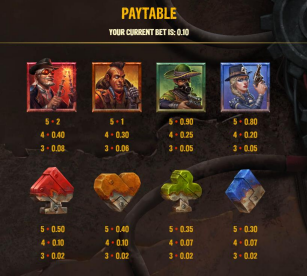 PAYTABLE
YOUR CURRENT BET IS: 0.10
5 - 2 5 - 1 5 - 0.90 5 - 0.80
4 - 0.40 4 - 0.30 4 - 0.25 4 - 0.20
3 - 0.08 3 - 0.06 3 - 0.05 3 - 0.05
5 - 0.50 5 - 0.40 5 - 0.35 5 - 0.30
4 - 0.10 4 - 0.10 4 - 0.07 4 - 0.07
3 - 0.02 3 - 0.02 3 - 0.02 3 - 0.02